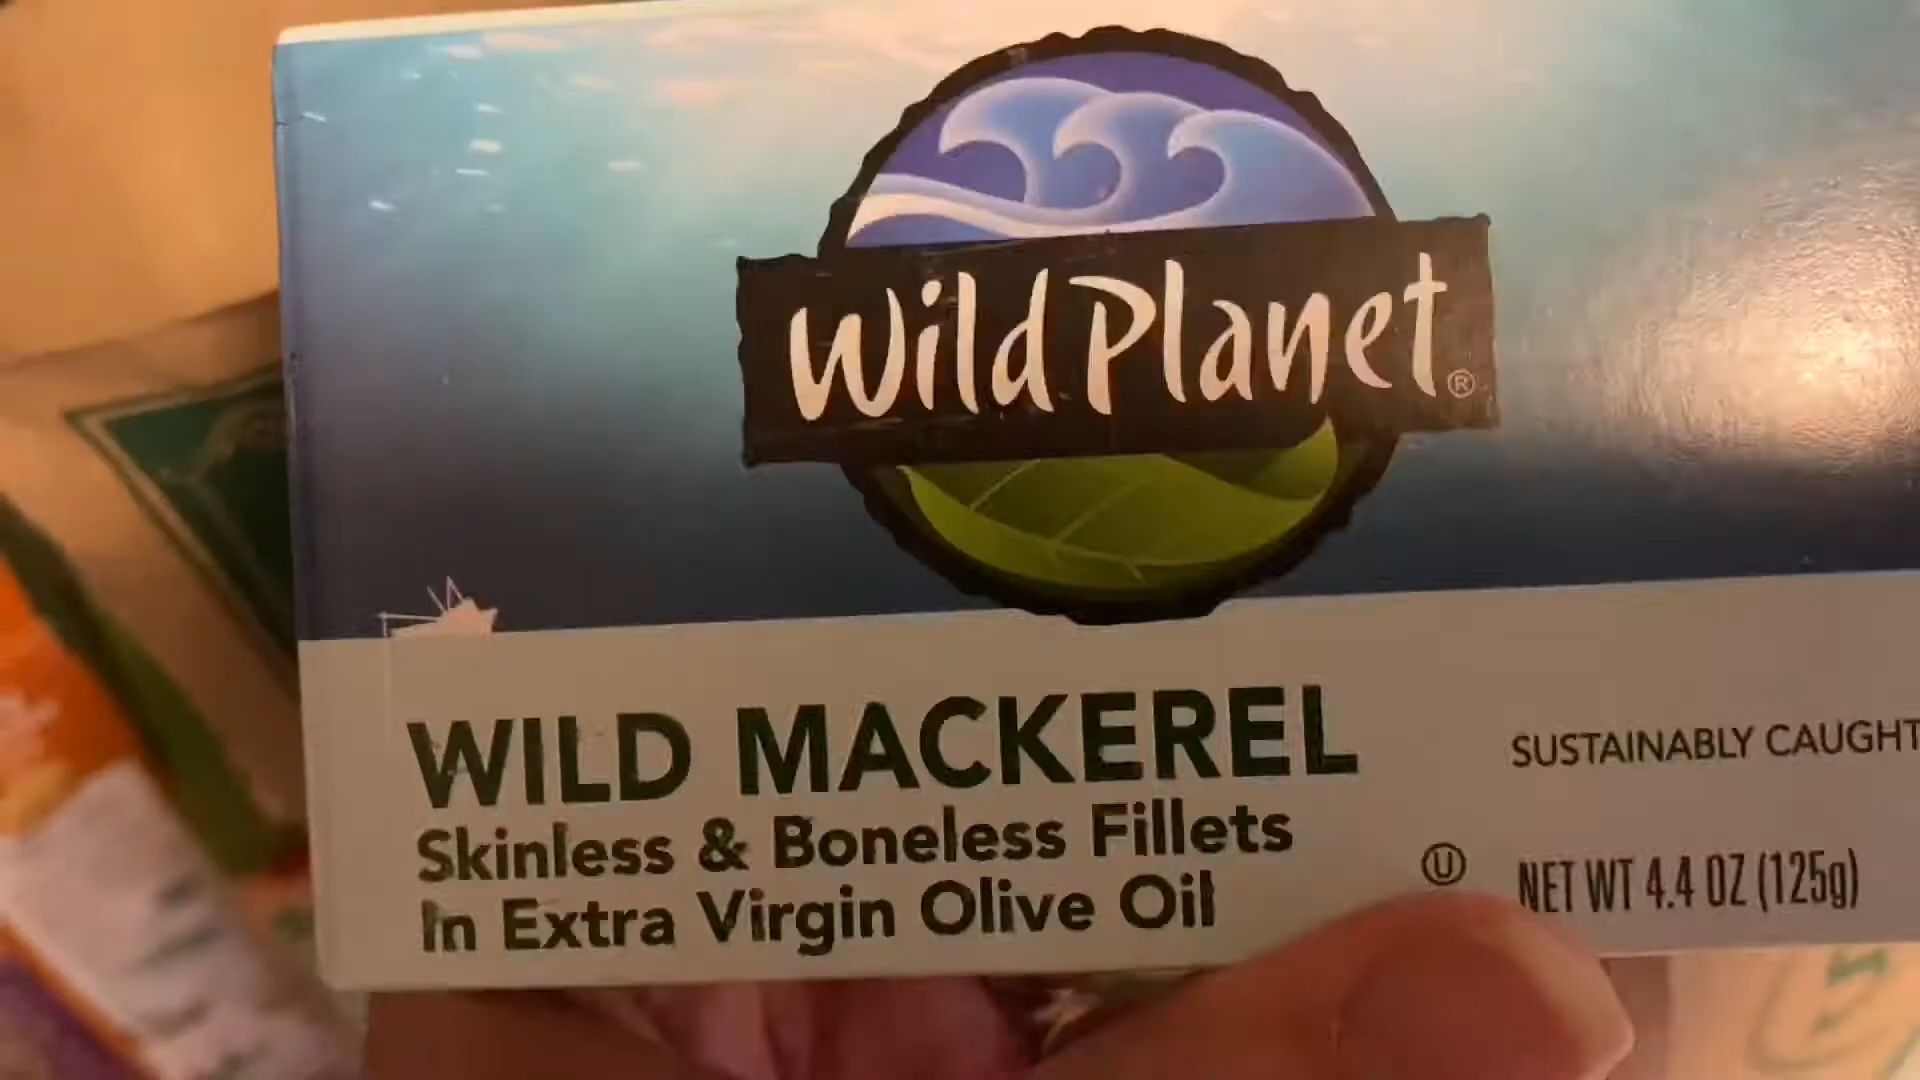 Wild Planet®
WILD MACKEREL
Skinless & Boneless Fillets
In Extra Virgin Olive Oil
SUSTAINABLY CAUGHT
U
NET WT 4.4 OZ (125g)